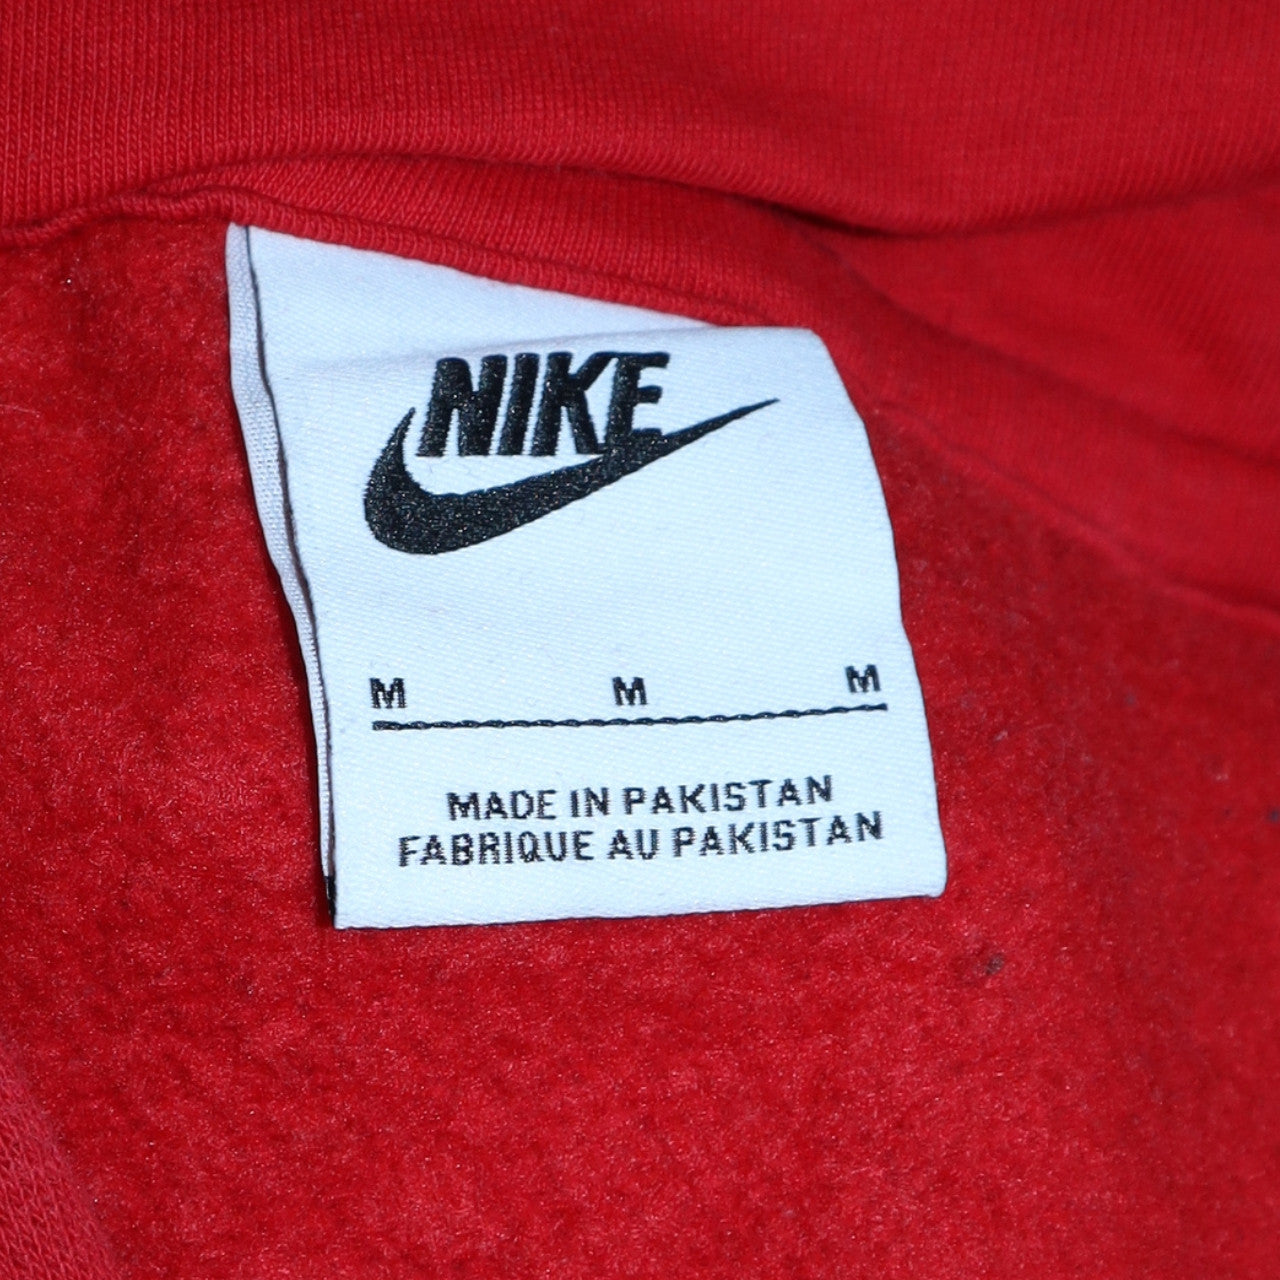 NIKE
M M M
MADE IN PAKISTAN
FABRIQUE AU PAKISTAN